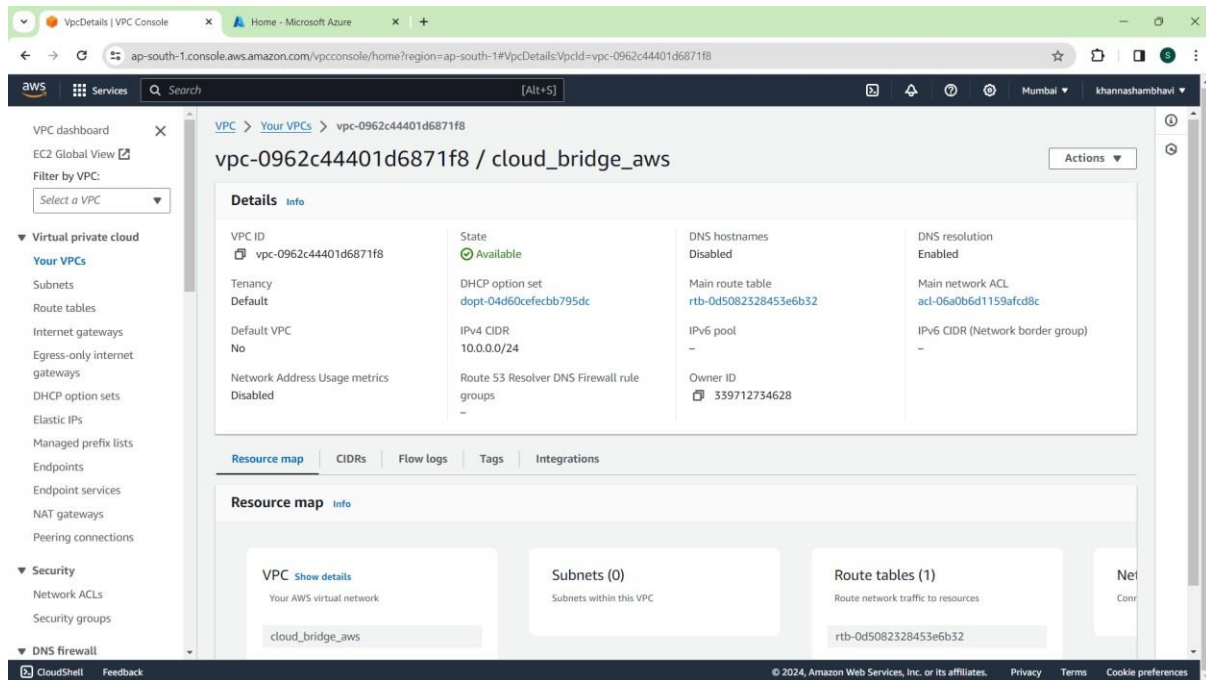 VpcDetails | VPC Console
Home - Microsoft Azure
ap-south-1.console.aws.amazon.com/vpcconsole/home?region=ap-south-1#VpcDetails:VpcId=vpc-0962c44401d6871f8
S
aws Services Search [Alt+S] Mumbai khannashambhavi
VPC dashboard
EC2 Global View
Filter by VPC:
Select a VPC
Virtual private cloud
Your VPCs
Subnets
Route tables
Internet gateways
Egress-only internet
gateways
DHCP option sets
Elastic IPs
Managed prefix lists
Endpoints
Endpoint services
NAT gateways
Peering connections
Security
Network ACLs
Security groups
DNS firewall
VPC > Your VPCs > vpc-0962c44401d6871f8
vpc-0962c44401d6871f8 / cloud_bridge_aws
Actions
Details Info
VPC ID
vpc-0962c44401d6871f8
State
Available
DNS hostnames
Disabled
DNS resolution
Enabled
Tenancy
Default
DHCP option set
dopt-04d60cefecbb795dc
Main route table
rtb-0d5082328453e6b32
Main network ACL
acl-06a0b6d1159afcd8c
Default VPC
No
IPv4 CIDR
10.0.0.0/24
IPv6 pool
–
IPv6 CIDR (Network border group)
–
Network Address Usage metrics
Disabled
Route 53 Resolver DNS Firewall rule
groups
–
Owner ID
339712734628
Resource map CIDRs Flow logs Tags Integrations
Resource map Info
VPC Show details
Your AWS virtual network
cloud_bridge_aws
Subnets (0)
Subnets within this VPC
Route tables (1)
Route network traffic to resources
rtb-0d5082328453e6b32
Net
Conn
CloudShell Feedback © 2024, Amazon Web Services, Inc. or its affiliates. Privacy Terms Cookie preferences